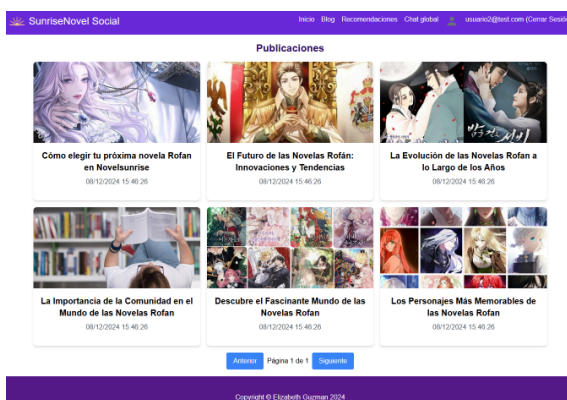 SunriseNovel Social
Inicio Blog Recomendaciones Chat global usuario2@test.com (Cerrar Sesión
Publicaciones
Cómo elegir tu próxima novela Rofan
en Novelsunrise
08/12/2024 15:46:26
El Futuro de las Novelas Rofán:
Innovaciones y Tendencias
08/12/2024 15:46:26
밤을 걷는 선비
La Evolución de las Novelas Rofan a
lo Largo de los Años
08/12/2024 15:46:26
La Importancia de la Comunidad en el
Mundo de las Novelas Rofan
08/12/2024 15:46:26
Descubre el Fascinante Mundo de las
Novelas Rofan
08/12/2024 15:46:26
Los Personajes Más Memorables de
las Novelas Rofan
08/12/2024 15:46:26
Anterior Página 1 de 1 Siguiente
Copyright © Elizabeth Guzman 2024